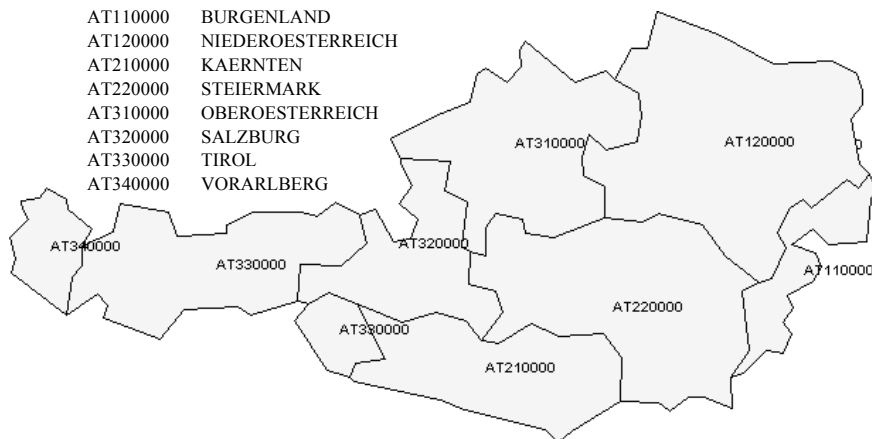 AT110000 BURGENLAND
AT120000 NIEDEROESTERREICH
AT210000 KAERNTEN
AT220000 STEIERMARK
AT310000 OBEROESTERREICH
AT320000 SALZBURG
AT330000 TIROL
AT340000 VORARLBERG
AT310000
AT120000
AT340000
AT330000
AT320000
AT110000
AT220000
AT330000
AT210000